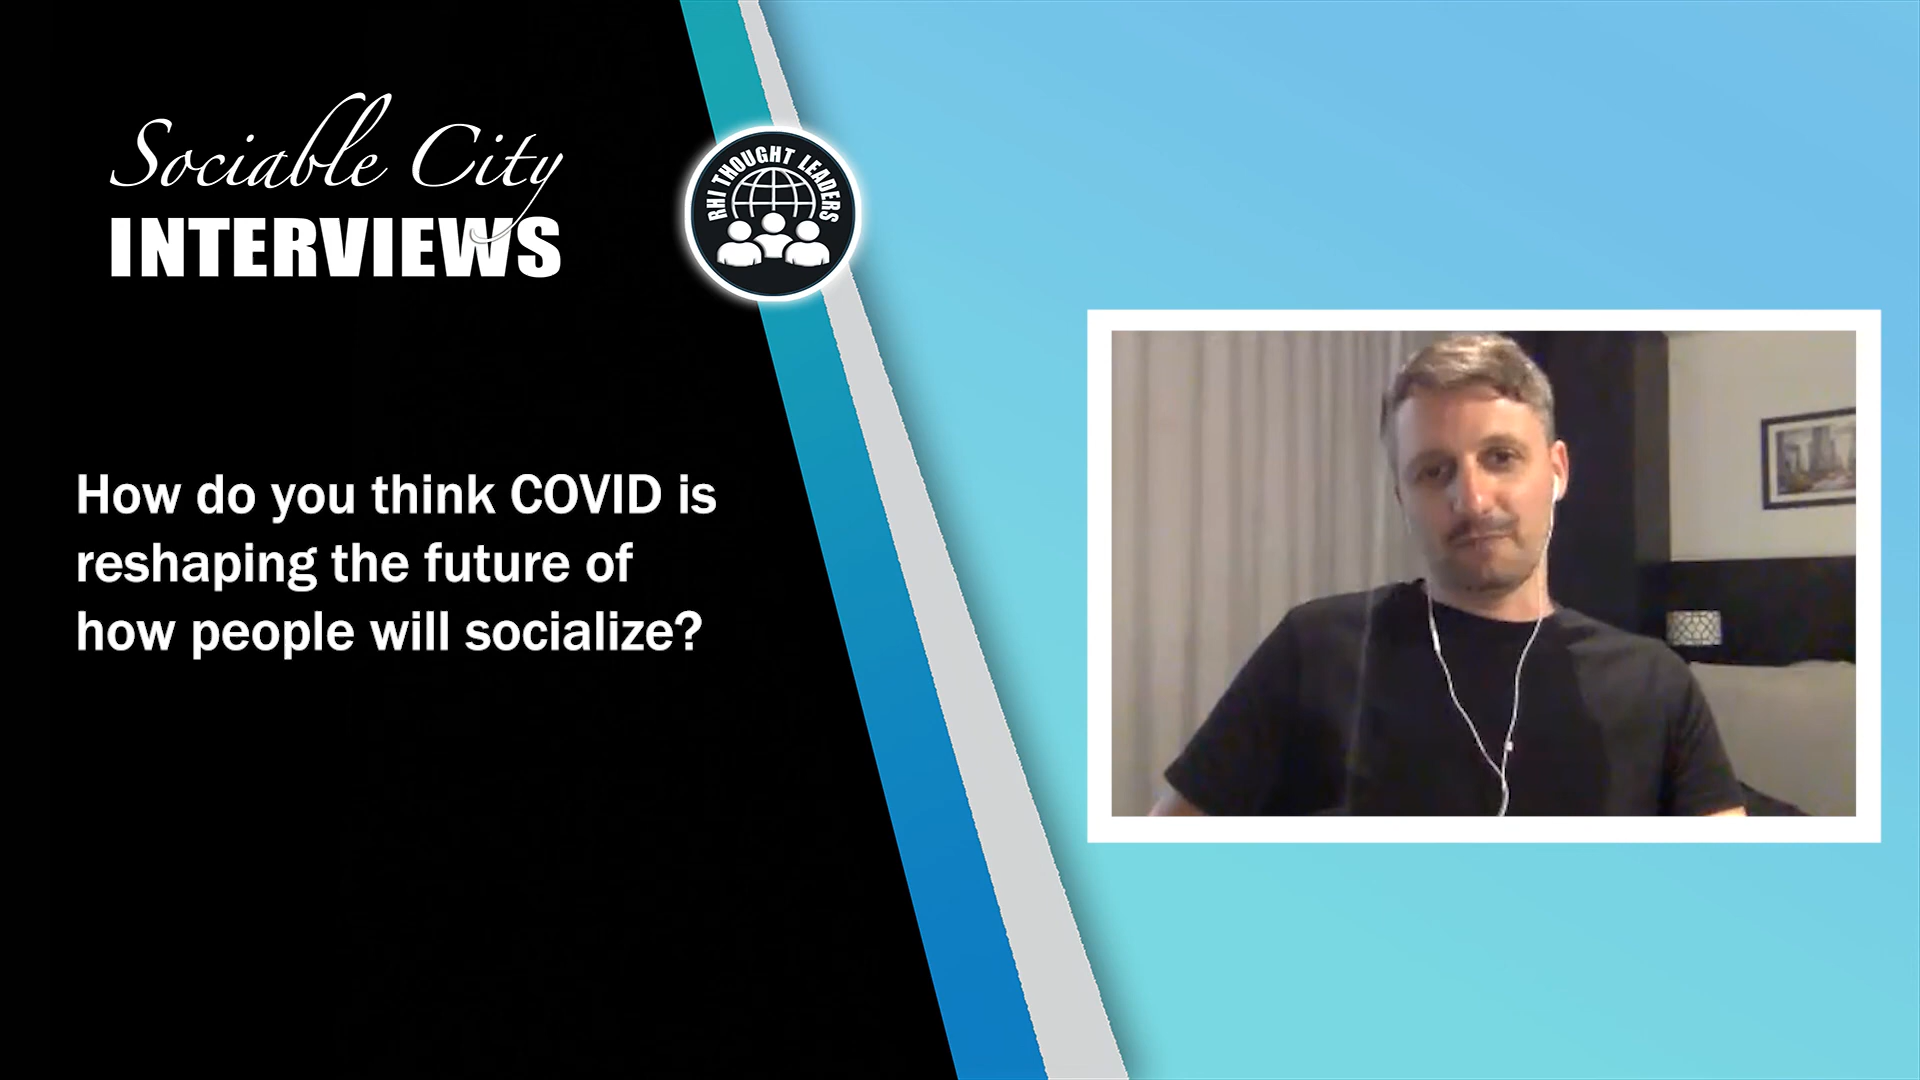 Sociable City
INTERVIEWS
RHI THOUGHT LEADERS
How do you think COVID is
reshaping the future of
how people will socialize?